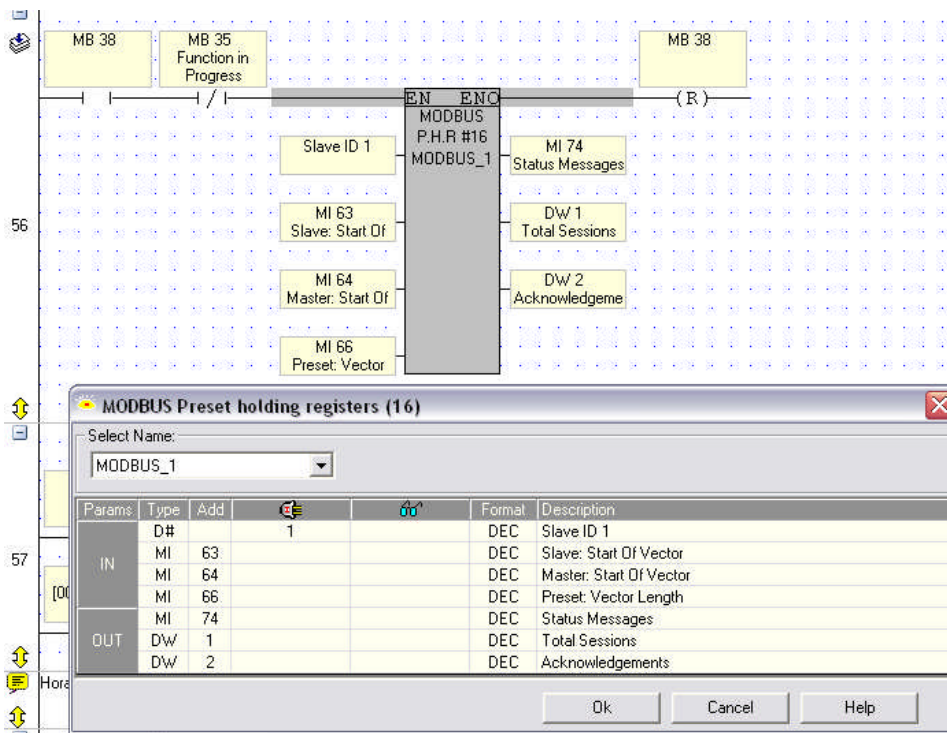 MB 38
MB 35
Function in
Progress
MB 38
EN ENO
MODBUS
P.H.R #16
MODBUS_1
Slave ID 1
MI 74
Status Messages
MI 63
Slave: Start Of
DW 1
Total Sessions
56
MI 64
Master: Start Of
DW 2
Acknowledgeme
MI 66
Preset: Vector
(R)
MODBUS Preset holding registers (16)
Select Name:
MODBUS_1
Params Type Add Format Description
IN
D# 1 DEC Slave ID 1
MI 63 DEC Slave: Start Of Vector
MI 64 DEC Master: Start Of Vector
MI 66 DEC Preset: Vector Length
OUT
MI 74 DEC Status Messages
DW 1 DEC Total Sessions
DW 2 DEC Acknowledgements
57
[00
Hora
Ok Cancel Help